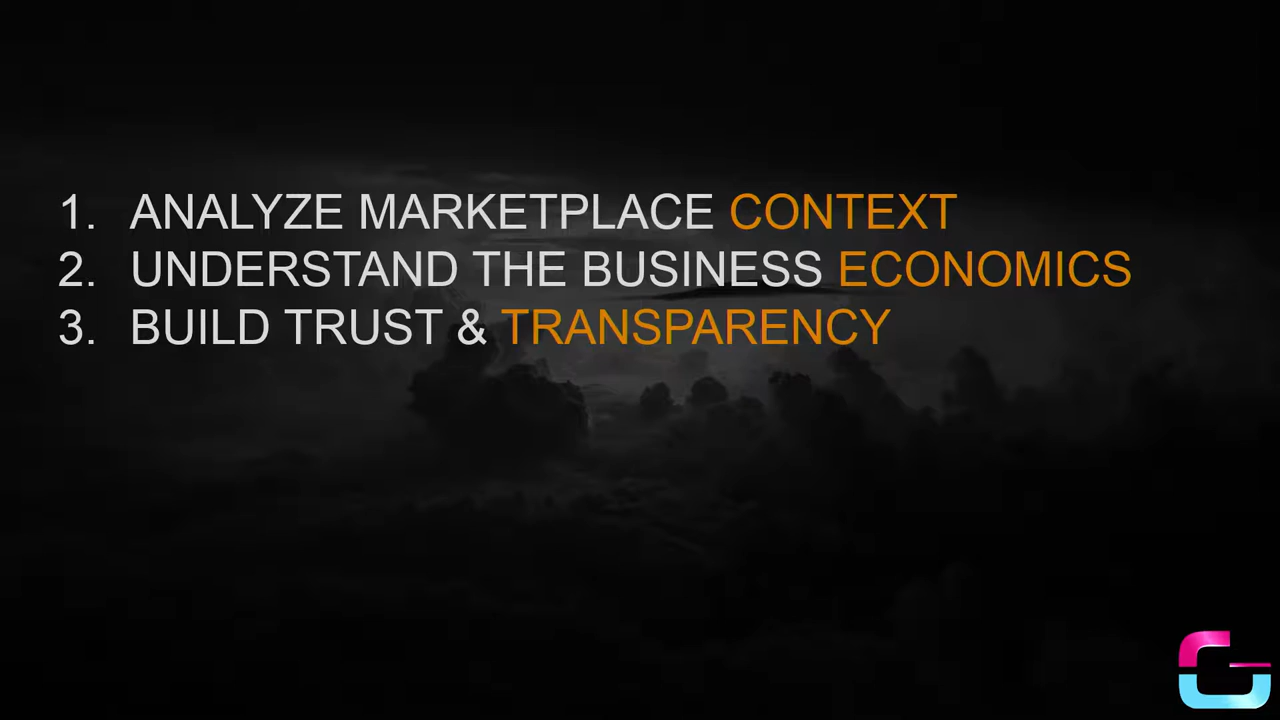 1. ANALYZE MARKETPLACE CONTEXT
2. UNDERSTAND THE BUSINESS ECONOMICS
3. BUILD TRUST & TRANSPARENCY